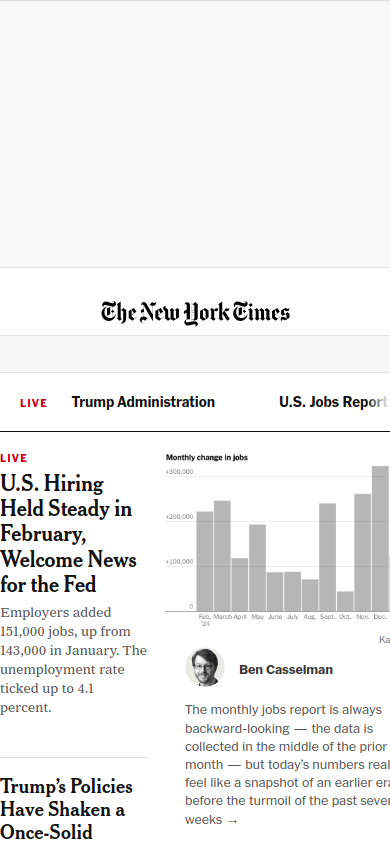 The New York Times
LIVE Trump Administration U.S. Jobs Report
LIVE
U.S. Hiring
Held Steady in
February,
Welcome News
for the Fed
Employers added
151,000 jobs, up from
143,000 in January. The
unemployment rate
ticked up to 4.1
percent.
Trump’s Policies
Have Shaken a
Once-Solid
Monthly change in jobs
+300,000
+200,000
+100,000
0
Feb. March April May June July Aug. Sept. Oct. Nov. Dec.
’24
Ka
Ben Casselman
The monthly jobs report is always
backward-looking — the data is
collected in the middle of the prior
month — but today’s numbers real
feel like a snapshot of an earlier era
before the turmoil of the past sever
weeks →